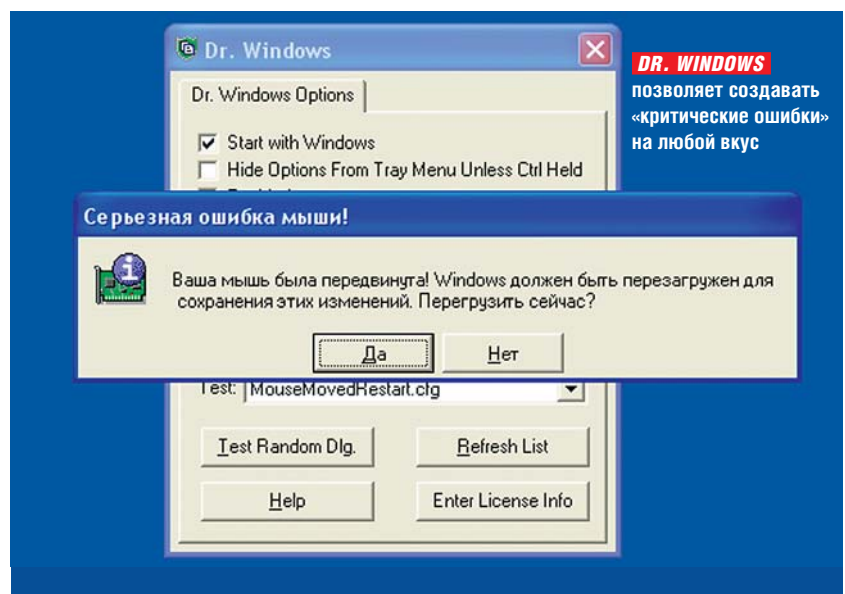 Dr. Windows
DR. WINDOWS
позволяет создавать
«критические ошибки»
на любой вкус
Dr. Windows Options
Start with Windows
Hide Options From Tray Menu Unless Ctrl Held
Серьезная ошибка мыши!
Ваша мышь была передвинута! Windows должен быть перезагружен для
сохранения этих изменений. Перегрузить сейчас?
Да
Нет
Test: MouseMovedRestart.cfg
Test Random Dlg.
Refresh List
Help
Enter License Info